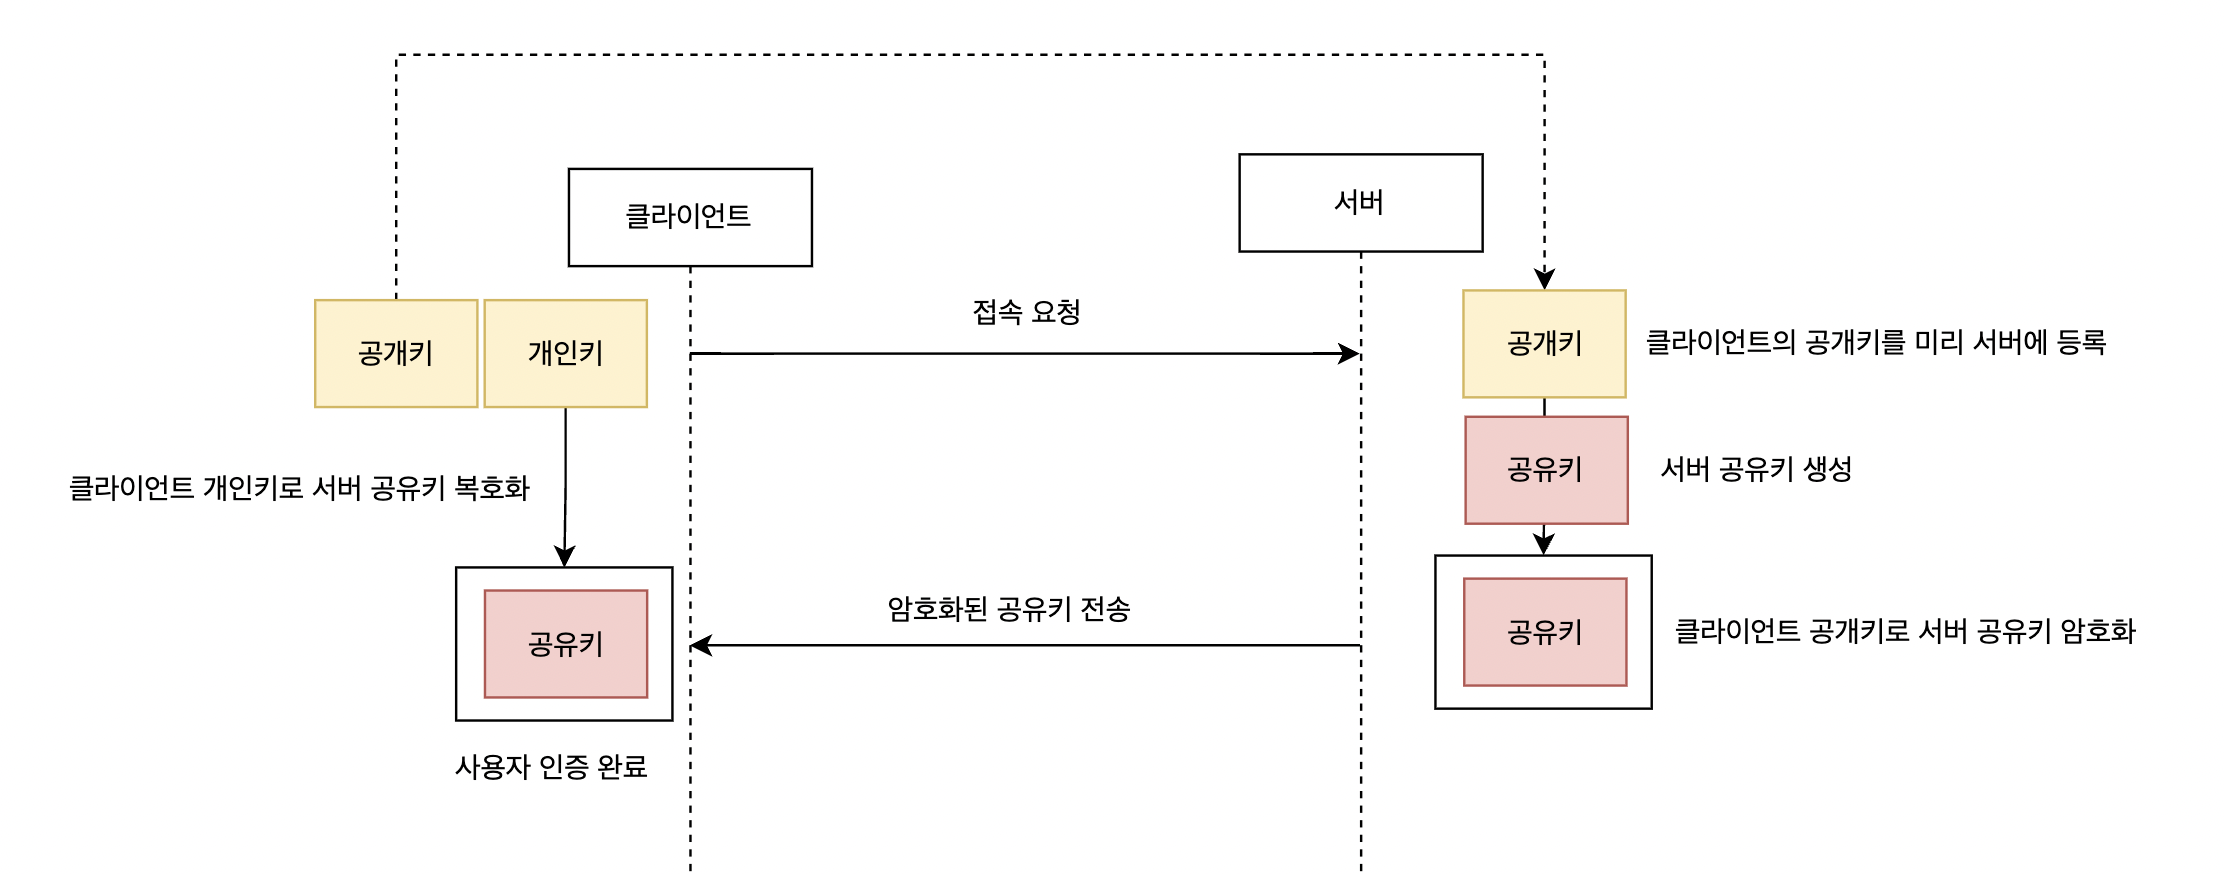 클라이언트
서버
접속 요청
공개키
개인키
공개키
클라이언트의 공개키를 미리 서버에 등록
클라이언트 개인키로 서버 공유키 복호화
공유키
서버 공유키 생성
암호화된 공유키 전송
공유키
공유키
클라이언트 공개키로 서버 공유키 암호화
사용자 인증 완료